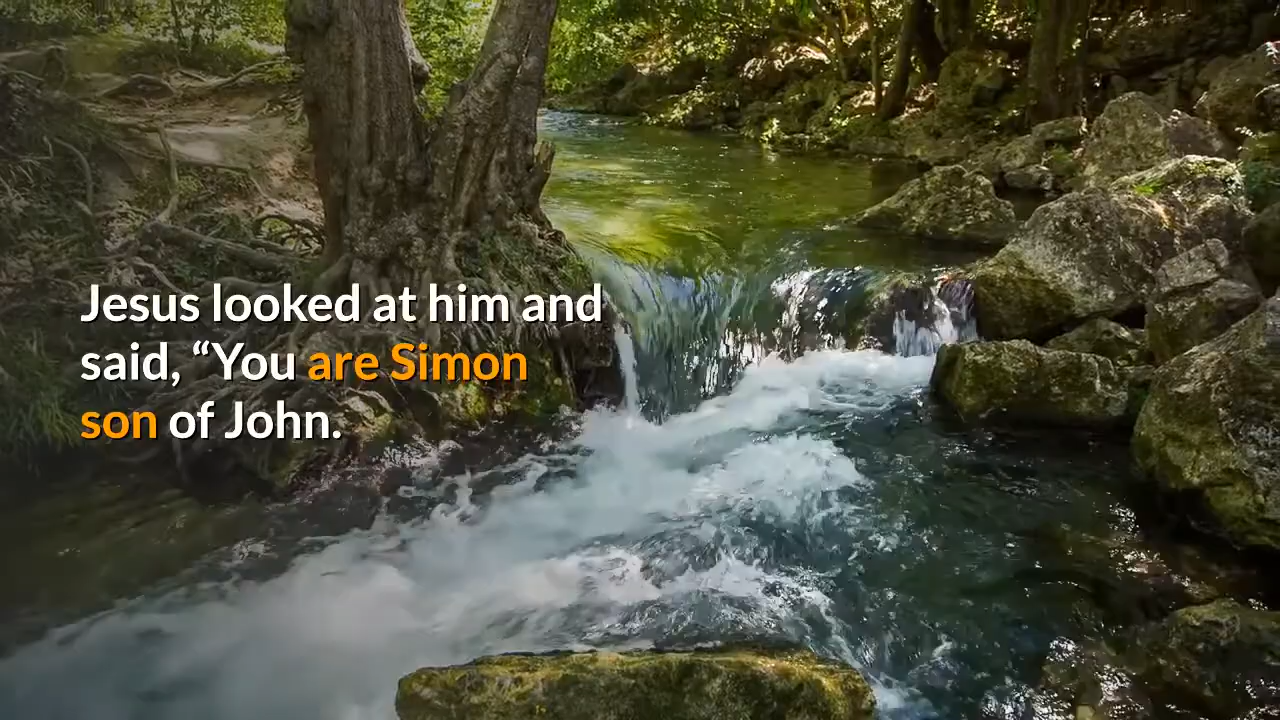 Jesus looked at him and
said, “You are Simon
son of John.